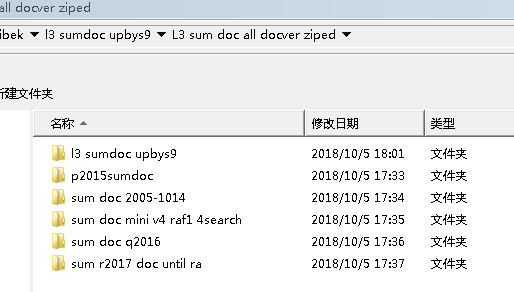 all docver ziped
ibek ▼ l3 sumdoc upbys9 ▼ L3 sum doc all docver ziped ▼
新建文件夹
名称 修改日期 类型
l3 sumdoc upbys9 2018/10/5 18:01 文件夹
p2015sumdoc 2018/10/5 17:33 文件夹
sum doc 2005-1014 2018/10/5 17:34 文件夹
sum doc mini v4 raf1 4search 2018/10/5 17:35 文件夹
sum doc q2016 2018/10/5 17:36 文件夹
sum r2017 doc until ra 2018/10/5 17:37 文件夹